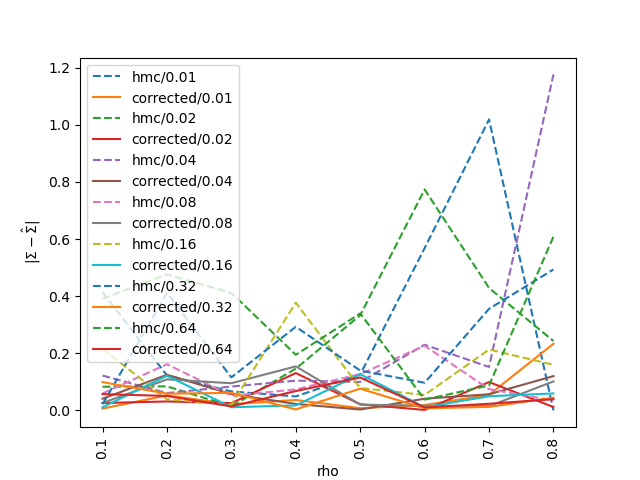 hmc/0.01
corrected/0.01
hmc/0.02
corrected/0.02
hmc/0.04
corrected/0.04
hmc/0.08
corrected/0.08
hmc/0.16
corrected/0.16
hmc/0.32
corrected/0.32
hmc/0.64
corrected/0.64
|Σ − Σ̂|
1.2
1.0
0.8
0.6
0.4
0.2
0.0
0.1
0.2
0.3
0.4
0.5
0.6
0.7
0.8
rho